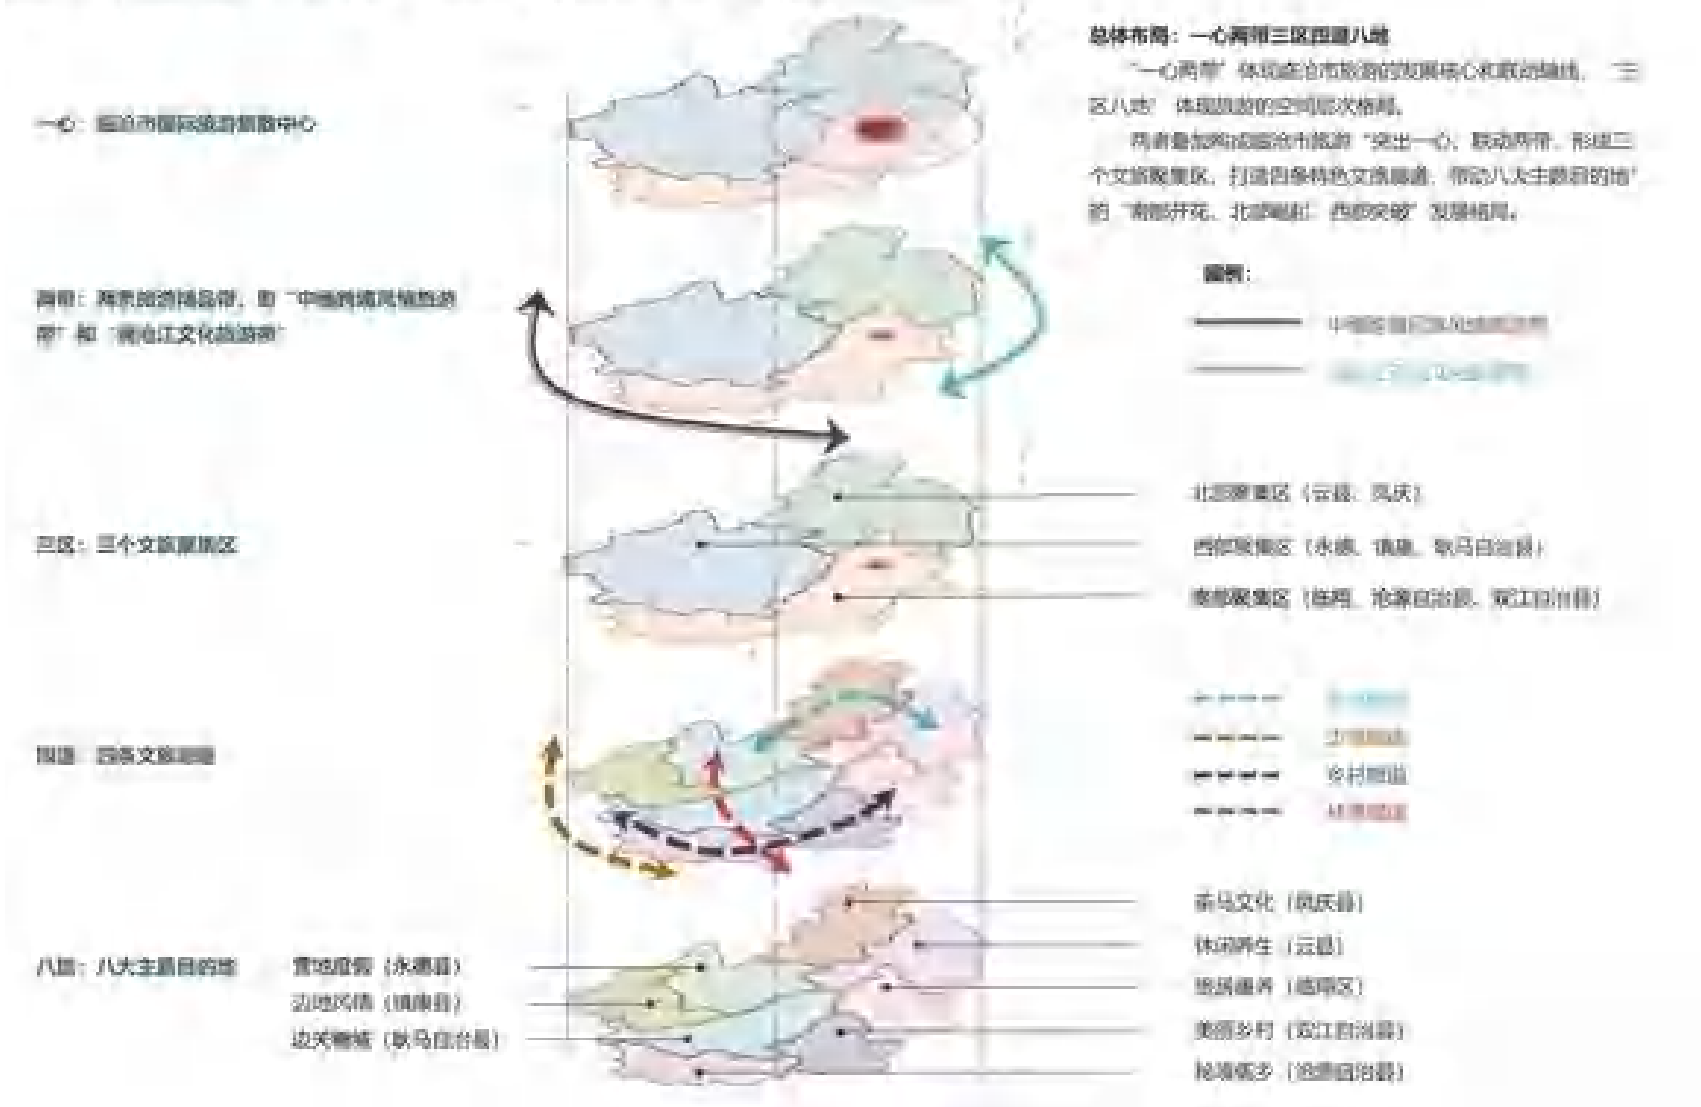 总体布局：一心两带三区四道八地
“一心两带”体现临沧市旅游的发展核心和联动轴线，“三
区八地”体现旅游的空间层次格局。
两者叠加构成临沧市旅游“突出一心，联动两带，形成三
个文旅聚集区，打造四条特色文旅廊道，带动八大主题目的地”
的“南部开花，北部崛起，西部突破”发展格局。
一心：临沧市国际旅游集散中心
两带：两条旅游精品带，即“中缅跨境风情旅游
带”和“澜沧江文化旅游带”
图例：
三区：三个文旅聚集区
北部聚集区（云县、凤庆）
西部聚集区（永德、镇康、耿马自治县）
南部聚集区（临翔、沧源自治县、双江自治县）
四道：四条文旅廊道
乡村廊道
八地：八大主题目的地
（永德县）
边地风情（镇康县）
（耿马自治县）
茶马文化（凤庆县）
休闲养生（云县）
（临翔区）
美丽乡村（双江自治县）
秘境佤乡（沧源自治县）